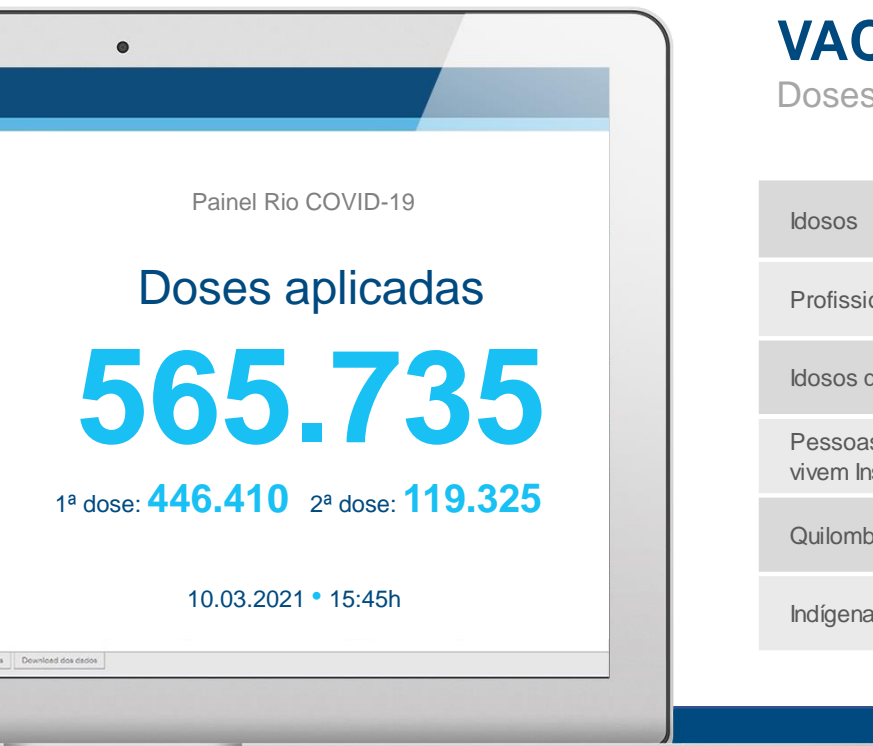 Painel Rio COVID-19
Doses aplicadas
565.735
1ª dose: 446.410 2ª dose: 119.325
10.03.2021 • 15:45h
Download dos dados
VAC
Doses
Idosos
Profissio
Idosos
Pessoas
vivem Ins
Quilomb
Indígena